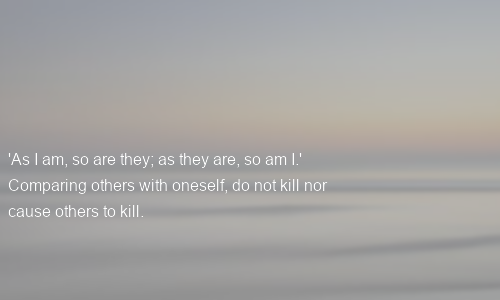 'As I am, so are they; as they are, so am I.'
Comparing others with oneself, do not kill nor
cause others to kill.